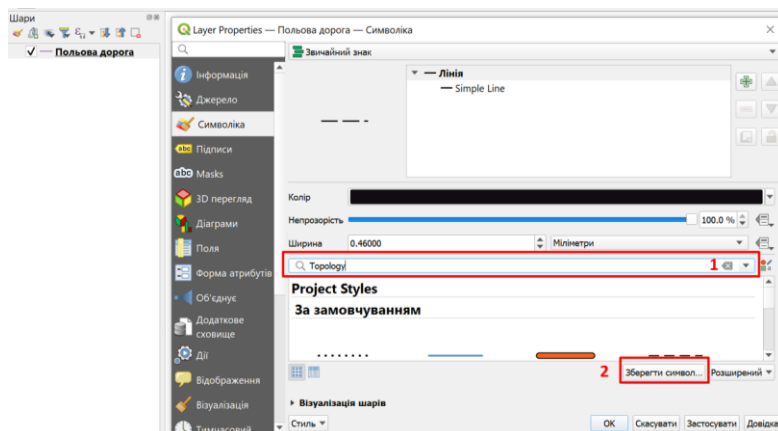 Шари
Польова дорога
Layer Properties — Польова дорога — Символіка
Звичайний знак
Інформація
Джерело
Символіка
Підписи
Masks
3D перегляд
Діаграми
Поля
Форма атрибутів
Об'єднує
Додаткове
сховище
Дії
Відображення
Візуалізація
Тимчасовий
Лінія
Simple Line
Колір
Непрозорість
100.0 %
Ширина
0.46000
Міліметри
Topology
1
Project Styles
За замовчуванням
2
Зберегти символ...
Розширений
Візуалізація шарів
Стиль
OK
Скасувати
Застосувати
Довідка